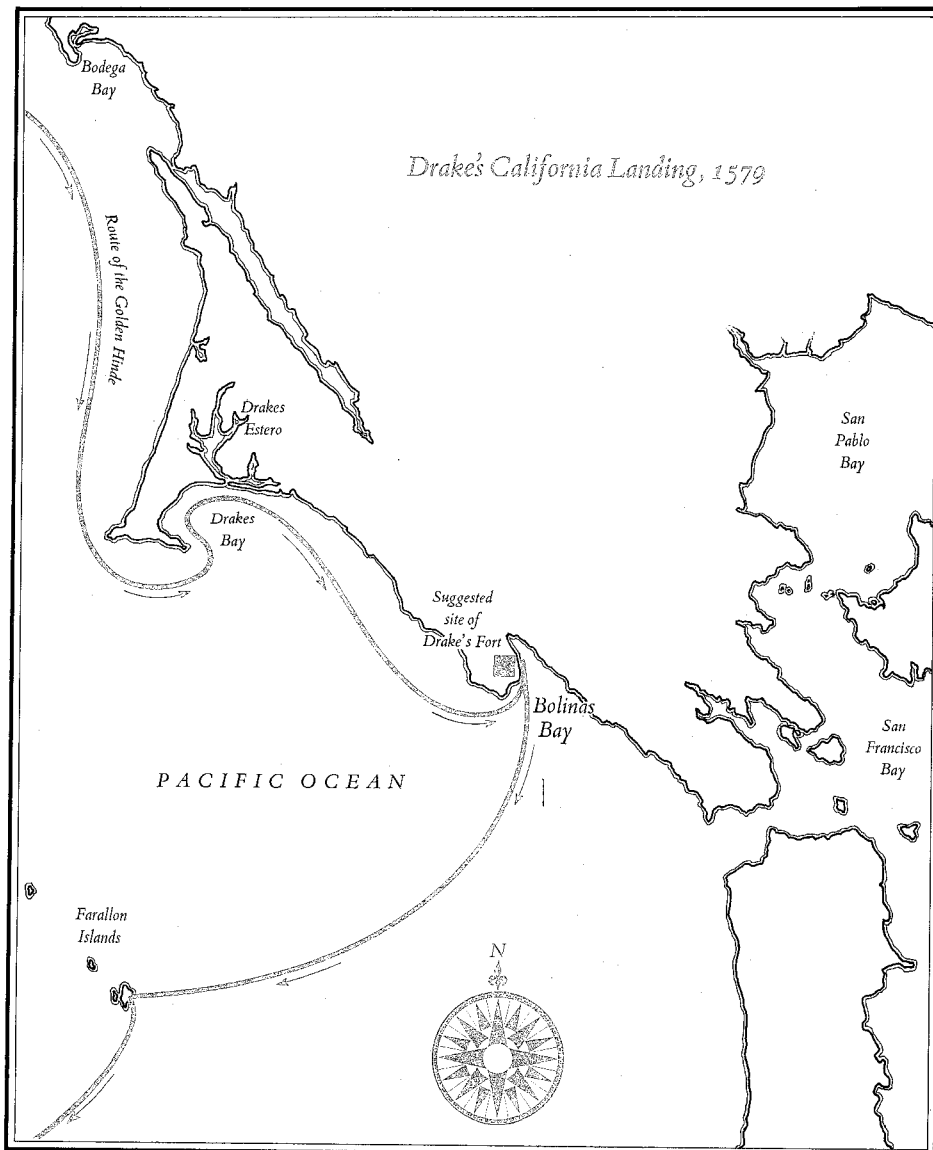 Bodega
Bay
Drake's California Landing, 1579
Route of the Golden Hinde
Drakes
Estero
San
Pablo
Bay
Drakes
Bay
Suggested
site of
Drake's Fort
Bolinas
Bay
San
Francisco
Bay
PACIFIC OCEAN
Farallon
Islands
N